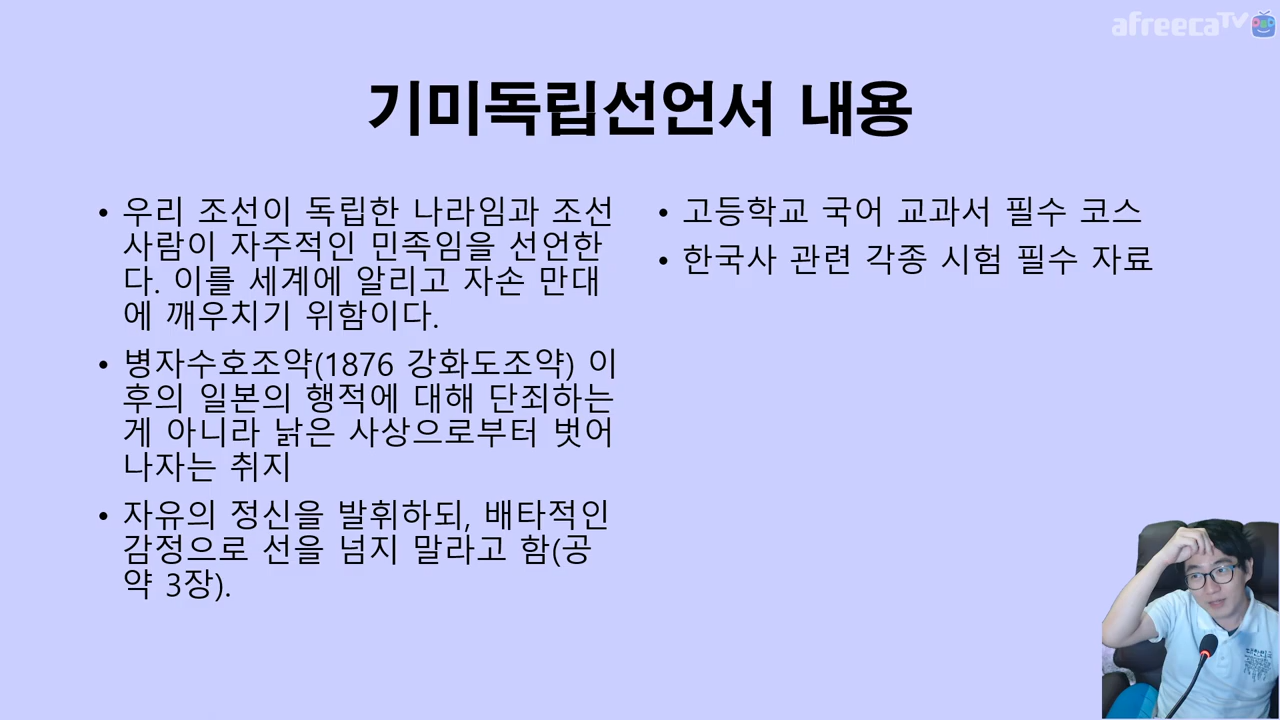 afreecaTV
기미독립선언서 내용
• 우리 조선이 독립한 나라임과 조선
사람이 자주적인 민족임을 선언한
다. 이를 세계에 알리고 자손 만대
에 깨우치기 위함이다.
• 병자수호조약(1876 강화도조약) 이
후의 일본의 행적에 대해 단죄하는
게 아니라 낡은 사상으로부터 벗어
나자는 취지
• 자유의 정신을 발휘하되, 배타적인
감정으로 선을 넘지 말라고 함(공
약 3장).
• 고등학교 국어 교과서 필수 코스
• 한국사 관련 각종 시험 필수 자료